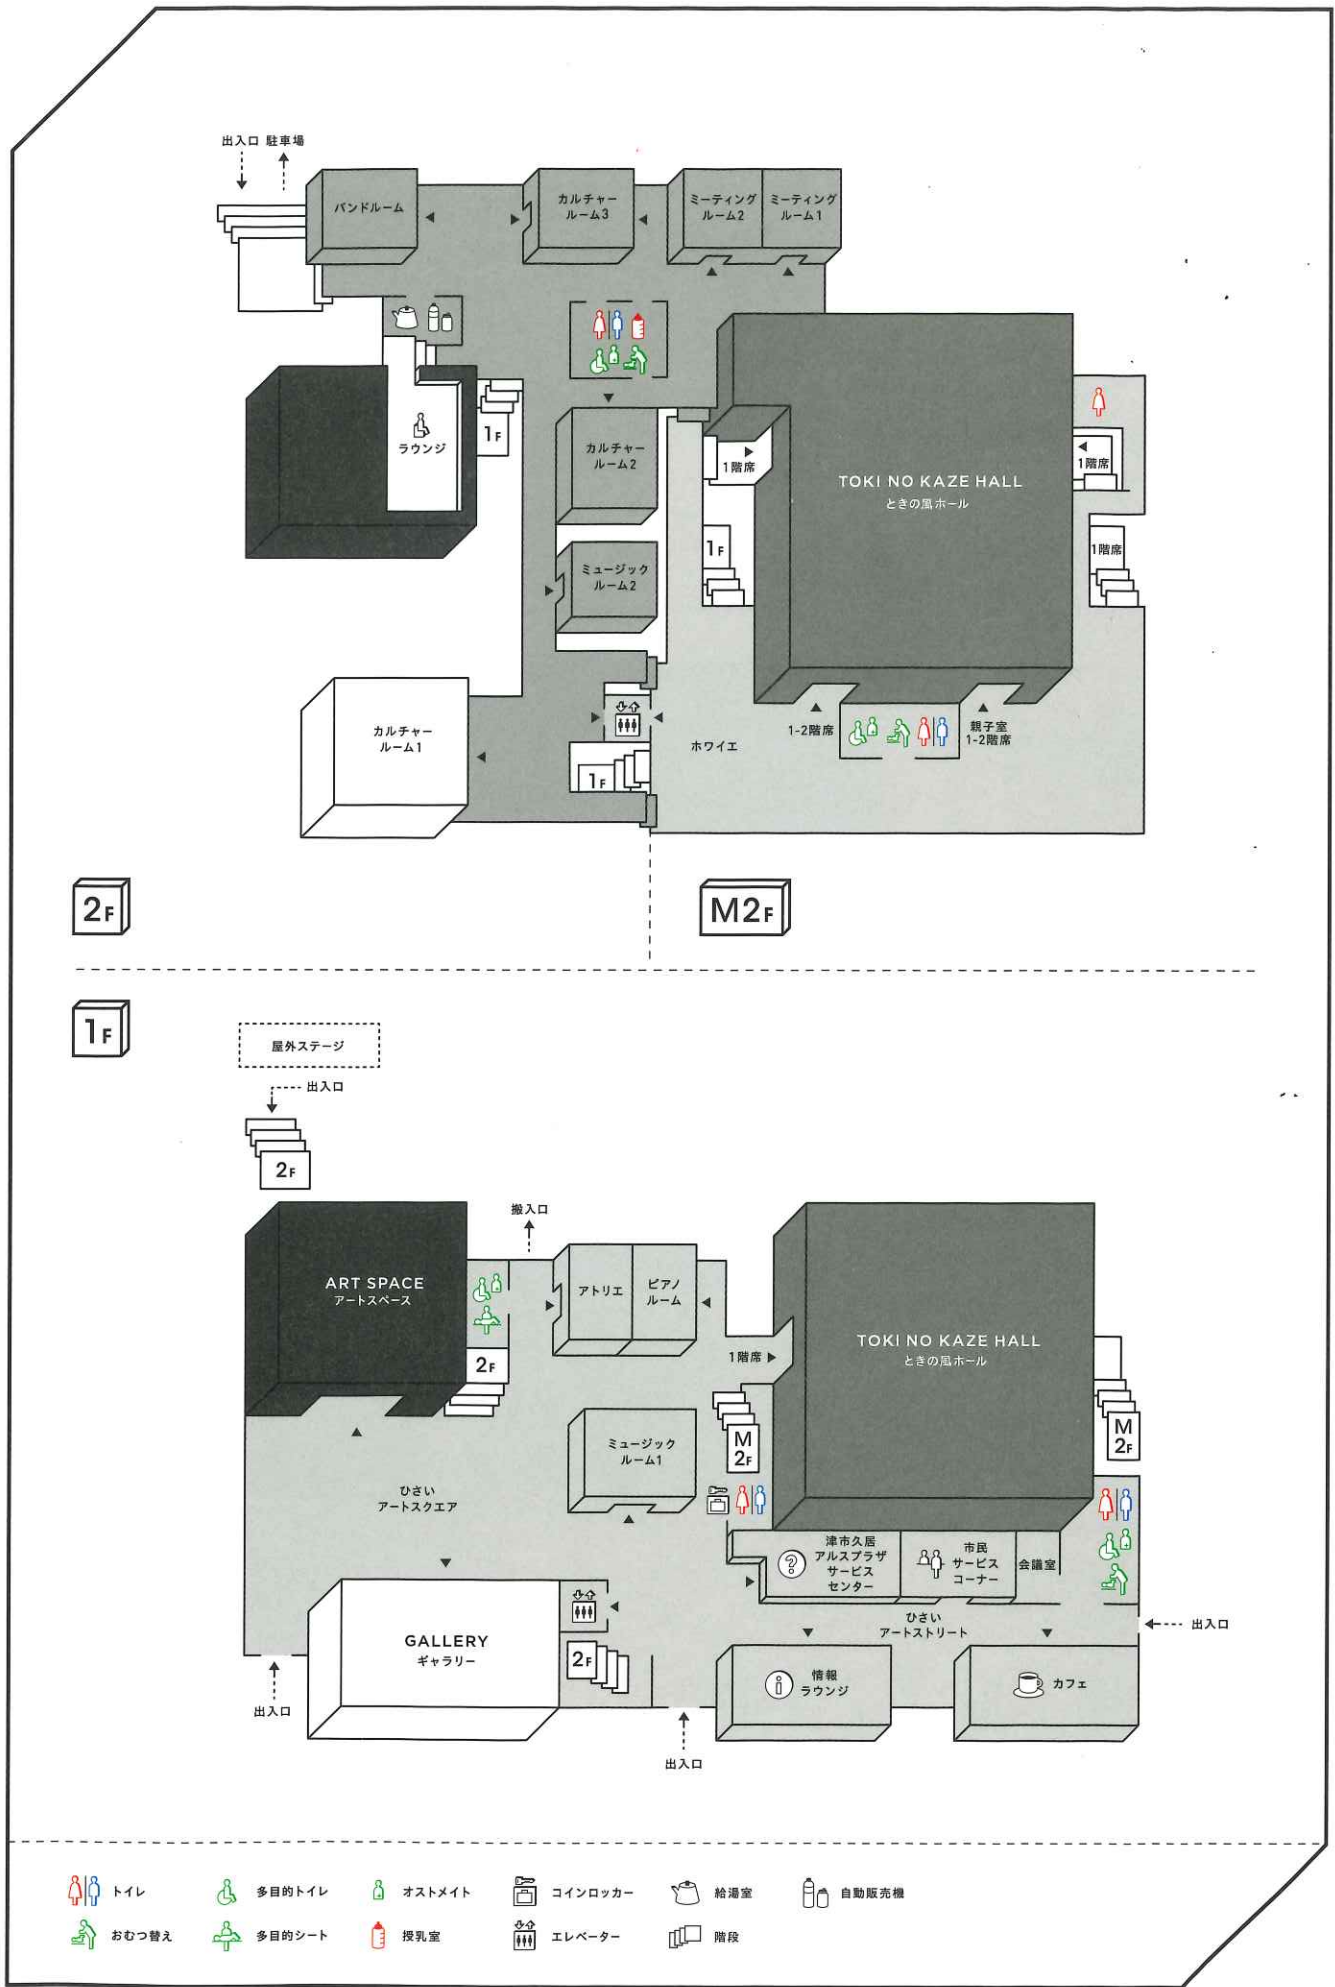 出入口 駐車場
バンドルーム
カルチャー
ルーム3
ミーティング
ルーム2
ミーティング
ルーム1
ラウンジ
1F
カルチャー
ルーム2
1階席
TOKI NO KAZE HALL
ときの風ホール
1階席
1F
1階席
ミュージック
ルーム2
カルチャー
ルーム1
1F
ホワイエ
1-2階席
親子室
1-2階席
2F
M2F
1F
屋外ステージ
出入口
2F
搬入口
ART SPACE
アートスペース
アトリエ
ピアノ
ルーム
2F
1階席
TOKI NO KAZE HALL
ときの風ホール
M
2F
M
2F
ミュージック
ルーム1
ひさい
アートスクエア
津市久居
アルスプラザ
サービス
センター
市民
サービス
コーナー
会議室
ひさい
アートストリート
出入口
GALLERY
ギャラリー
2F
情報
ラウンジ
カフェ
出入口
出入口
トイレ
多目的トイレ
オストメイト
コインロッカー
給湯室
自動販売機
おむつ替え
多目的シート
授乳室
エレベーター
階段